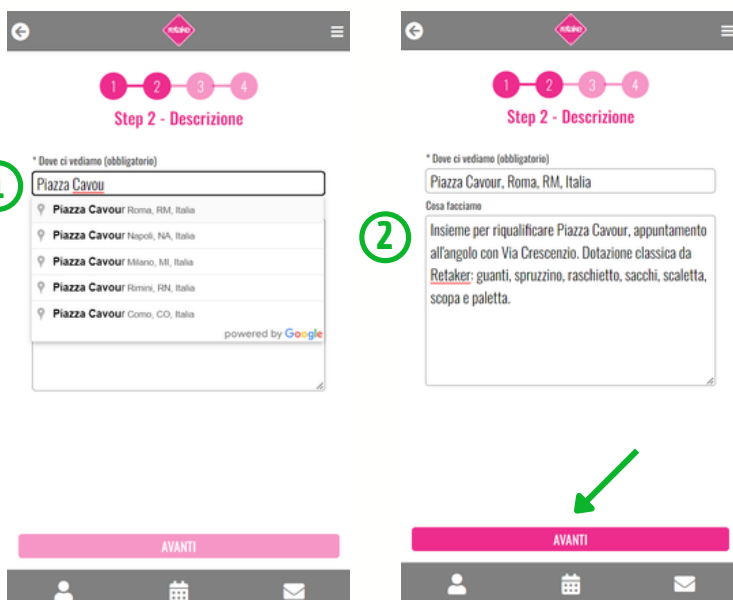 retake
1 2 3 4
Step 2 - Descrizione
* Dove ci vediamo (obbligatorio)
Piazza Cavou
Piazza Cavour Roma, RM, Italia
Piazza Cavour Napoli, NA, Italia
Piazza Cavour Milano, MI, Italia
Piazza Cavour Rimini, RN, Italia
Piazza Cavour Como, CO, Italia
powered by Google
AVANTI
retake
1 2 3 4
Step 2 - Descrizione
* Dove ci vediamo (obbligatorio)
Piazza Cavour, Roma, RM, Italia
Cosa facciamo
2
Insieme per riqualificare Piazza Cavour, appuntamento
all'angolo con Via Crescenzio. Dotazione classica da
Retaker: guanti, spruzzino, raschietto, sacchi, scaletta,
scopa e paletta.
AVANTI